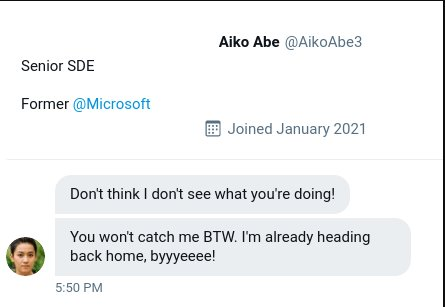 Aiko Abe @AikoAbe3
Senior SDE
Former @Microsoft
Joined January 2021
Don't think I don't see what you're doing!
You won't catch me BTW. I'm already heading
back home, byyyeeee!
5:50 PM